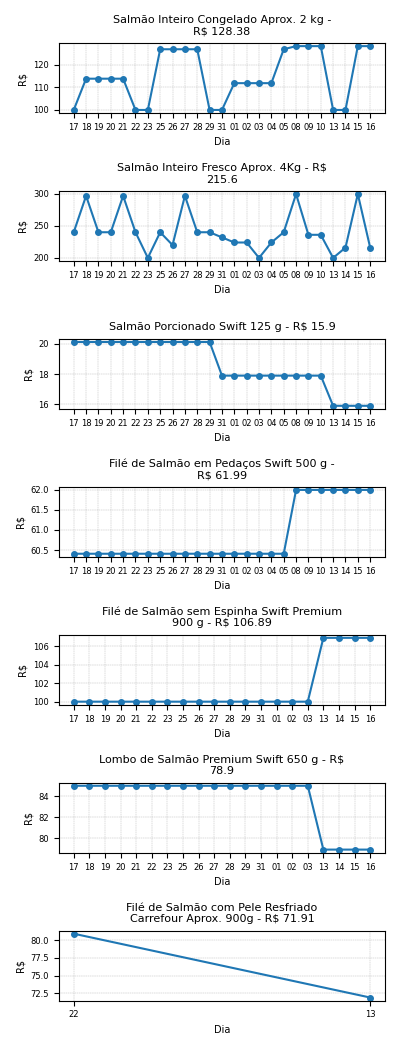 Salmão Inteiro Congelado Aprox. 2 kg -
R$ 128.38
120
110
100
R$
17 18 19 20 21 22 23 25 26 27 28 29 31 01 02 03 04 05 08 09 10 13 14 15 16
Dia
Salmão Inteiro Fresco Aprox. 4Kg - R$
215.6
300
250
200
R$
17 18 19 20 21 22 23 25 26 27 28 29 31 01 02 03 04 05 08 09 10 13 14 15 16
Dia
Salmão Porcionado Swift 125 g - R$ 15.9
20
18
16
R$
17 18 19 20 21 22 23 25 26 27 28 29 31 01 02 03 04 05 08 09 10 13 14 15 16
Dia
Filé de Salmão em Pedaços Swift 500 g -
R$ 61.99
62.0
61.5
61.0
60.5
R$
17 18 19 20 21 22 23 25 26 27 28 29 31 01 02 03 04 05 08 09 10 13 14 15 16
Dia
Filé de Salmão sem Espinha Swift Premium
900 g - R$ 106.89
106
104
102
100
R$
17 18 19 20 21 22 23 25 26 27 28 29 31 01 02 03 13 14 15 16
Dia
Lombo de Salmão Premium Swift 650 g - R$
78.9
84
82
80
R$
17 18 19 20 21 22 23 25 26 27 28 29 31 01 02 03 13 14 15 16
Dia
Filé de Salmão com Pele Resfriado
Carrefour Aprox. 900g - R$ 71.91
80.0
77.5
75.0
72.5
R$
22 13
Dia